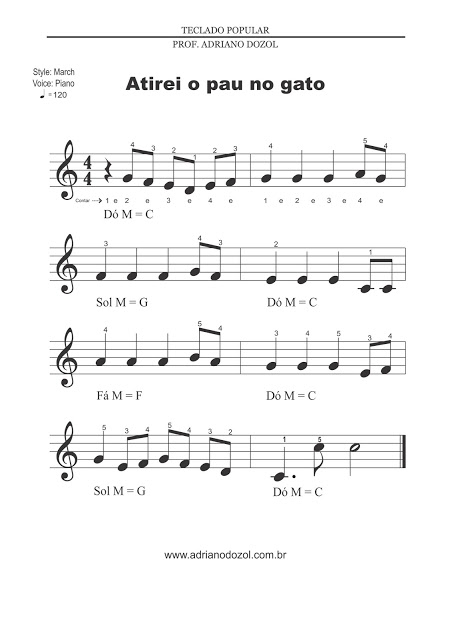 TECLADO POPULAR
PROF. ADRIANO DOZOL
Style: March
Voice: Piano
♩ =120
Atirei o pau no gato
4 3 2 1 2 3 4 5 4
4
4
Contar → 1 e 2 e 3 e 4 e 1 e 2 e 3 e 4 e
Dó M = C
3 4 3 2 1
Sol M = G Dó M = C
4 5 4 4 2 3
Fá M = F Dó M = C
5 3 4 5 4 3 2 1 5
Sol M = G Dó M = C
www.adrianodozol.com.br